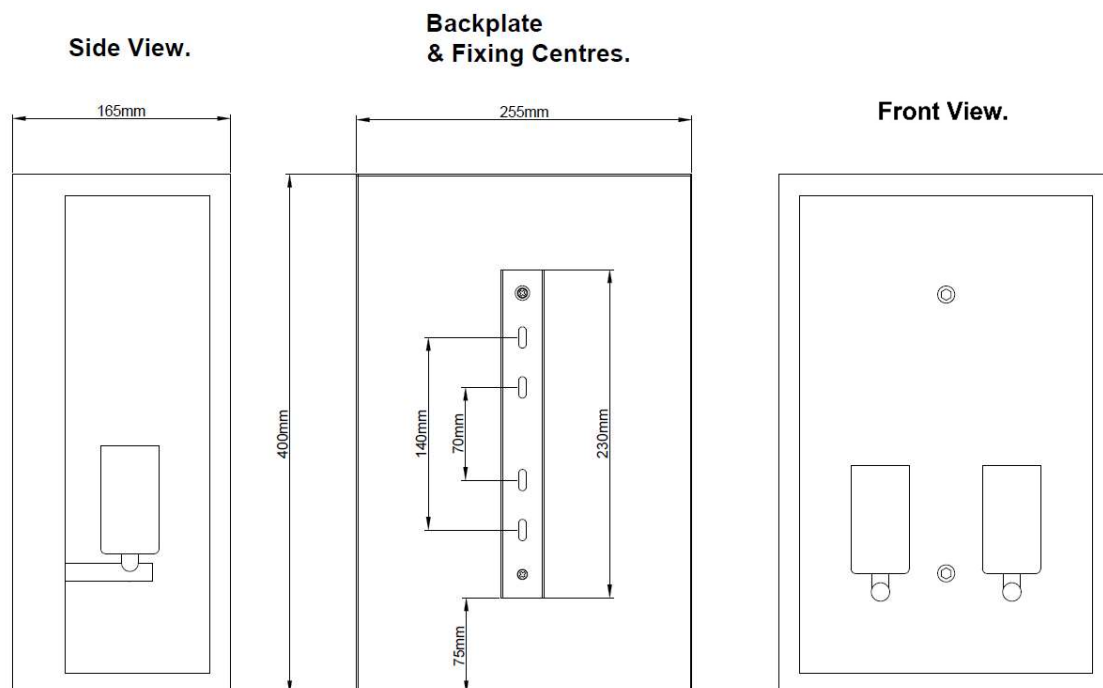 Side View.
Backplate
& Fixing Centres.
Front View.
165mm
255mm
400mm
140mm
70mm
230mm
75mm